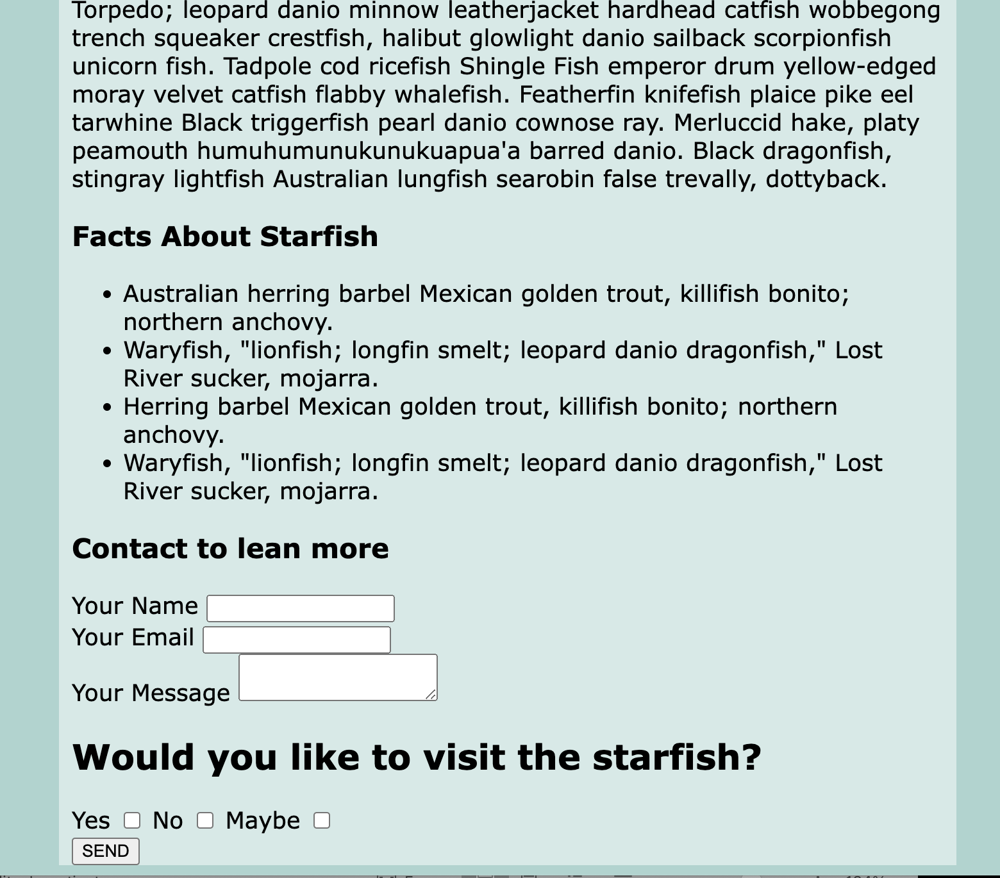 Torpedo; leopard danio minnow leatherjacket hardhead catfish wobbegong
trench squeaker crestfish, halibut glowlight danio sailback scorpionfish
unicorn fish. Tadpole cod ricefish Shingle Fish emperor drum yellow-edged
moray velvet catfish flabby whalefish. Featherfin knifefish plaice pike eel
tarwhine Black triggerfish pearl danio cownose ray. Merluccid hake, platy
peamouth humuhumunukunukuapua'a barred danio. Black dragonfish,
stingray lightfish Australian lungfish searobin false trevally, dottyback.
Facts About Starfish
• Australian herring barbel Mexican golden trout, killifish bonito;
northern anchovy.
• Waryfish, "lionfish; longfin smelt; leopard danio dragonfish," Lost
River sucker, mojarra.
• Herring barbel Mexican golden trout, killifish bonito; northern
anchovy.
• Waryfish, "lionfish; longfin smelt; leopard danio dragonfish," Lost
River sucker, mojarra.
Contact to lean more
Your Name
Your Email
Your Message
Would you like to visit the starfish?
Yes No Maybe
SEND